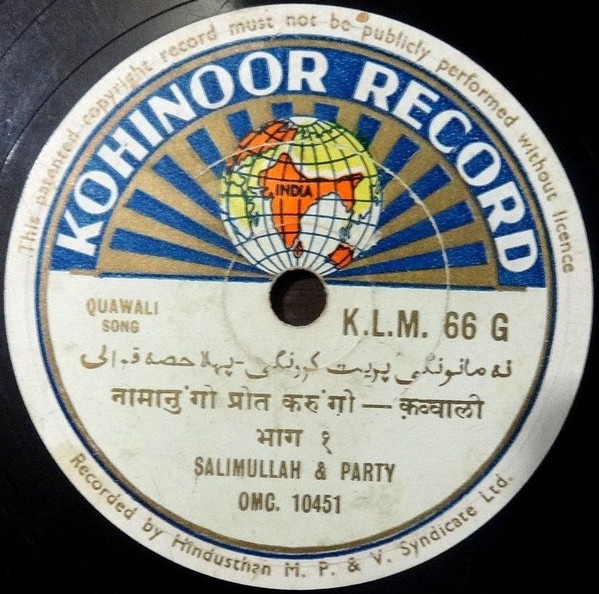 This patented copyright record must not be publicly performed without licence
KOHINOOR RECORD
INDIA
QUAWALI
SONG
K.L.M. 66 G
نه مانونگی پریت کرونگی - پہلا حصہ قوالی
नामानुंगी प्रीत करुंगी — क़व्वाली
भाग १
SALIMULLAH & PARTY
OMC. 10451
Recorded by Hindusthan M. P. & V. Syndicate Ltd.